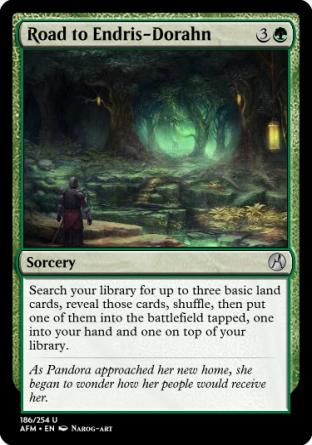 Road to Endris-Dorahn 3
Sorcery
Search your library for up to three basic land
cards, reveal those cards, shuffle, then put
one of them into the battlefield tapped, one
into your hand and one on top of your
library.
As Pandora approached her new home, she
began to wonder how her people would receive
her.
186/254 U
AFM • EN Narog-art